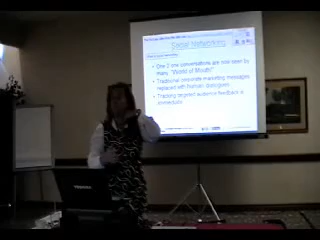 Social Networking
• One 2 one conversations are now seen by
many. "World of Mouth"
• Traditional corporate marketing messages
replaced with human dialogues
• Tracking targeted audience feedback is
immediate